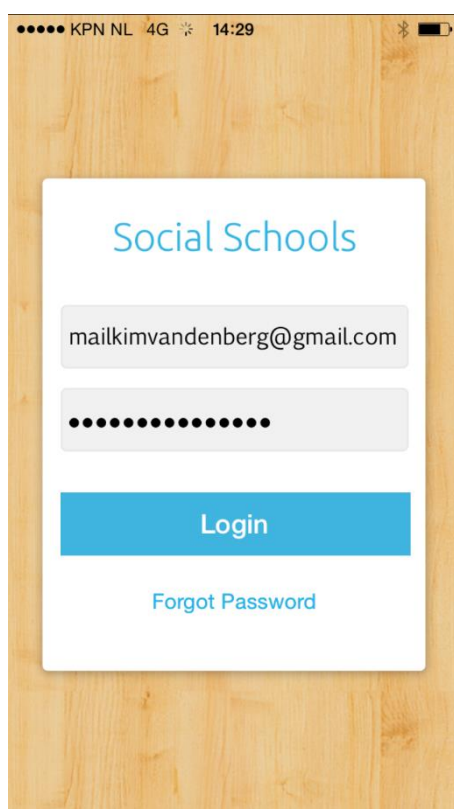 ●●●●● KPN NL 4G 14:29
Social Schools
mailkimvandenberg@gmail.com
●●●●●●●●●●●●●●●
Login
Forgot Password